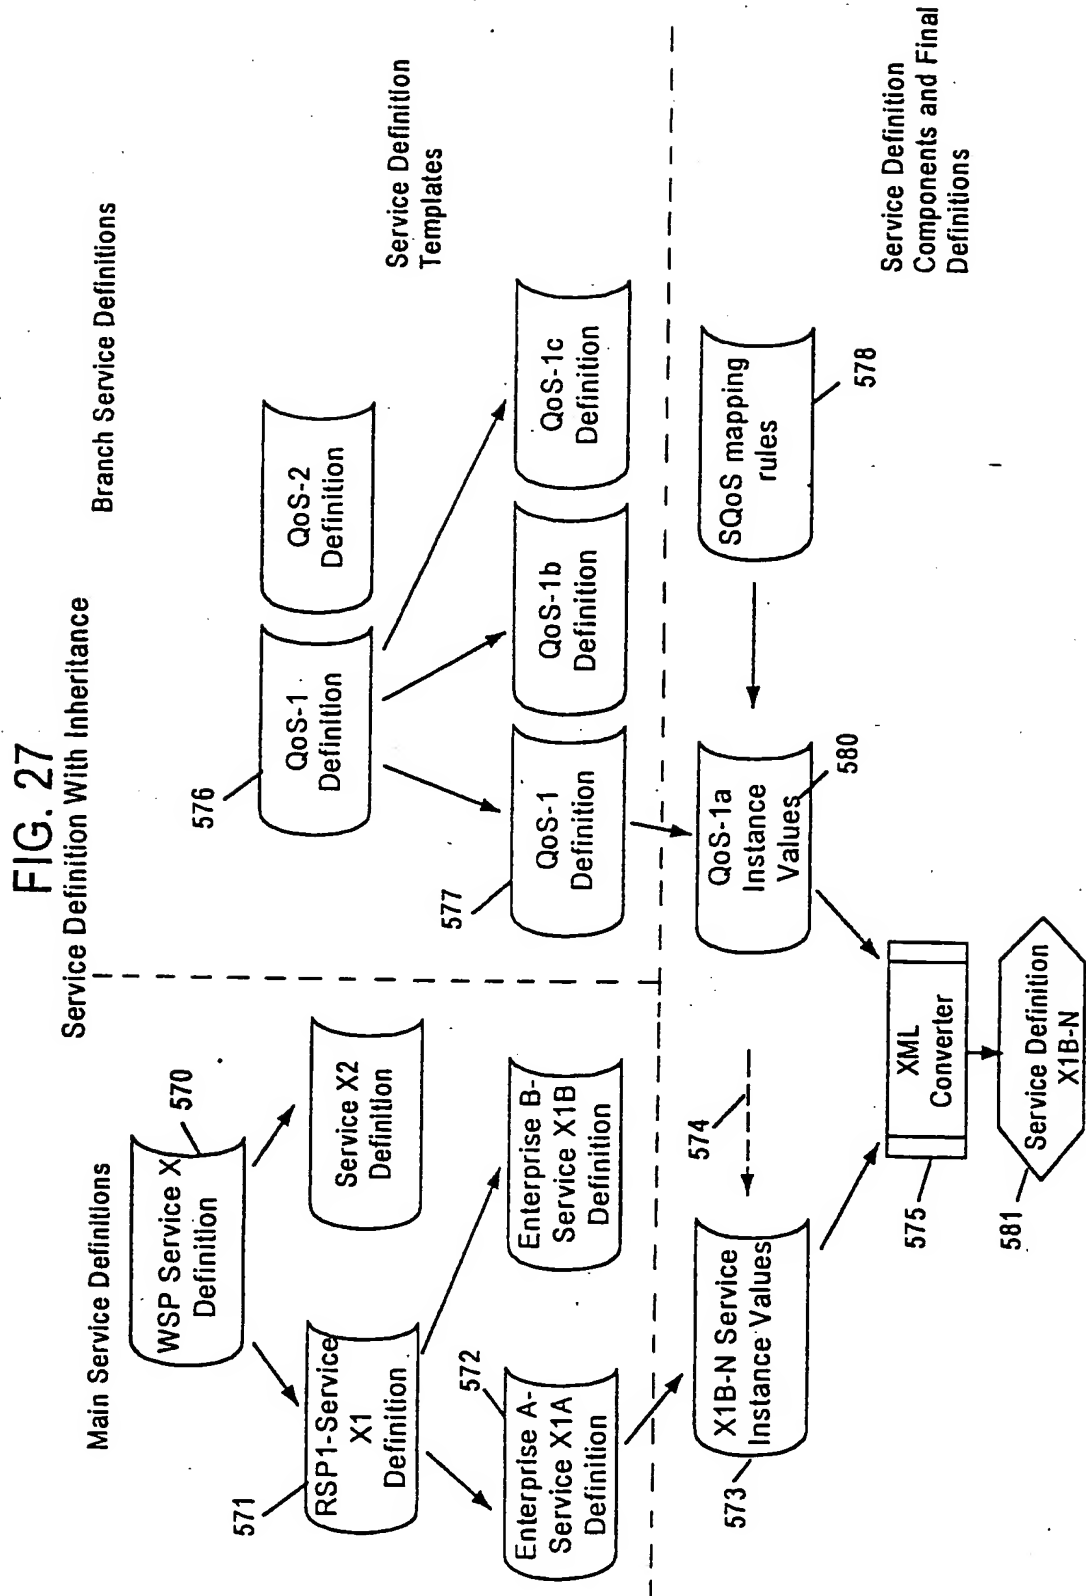 FIG. 27
Service Definition With Inheritance
Main Service Definitions
Branch Service Definitions
WSP Service X
Definition
570
RSP1-Service
X1
Definition
571
Service X2
Definition
Enterprise A-
Service X1A
Definition
572
Enterprise B-
Service X1B
Definition
576
QoS-1
Definition
QoS-2
Definition
577
QoS-1
Definition
QoS-1b
Definition
QoS-1c
Definition
Service Definition
Templates
X1B-N Service
Instance Values
573
574
QoS-1a
Instance
Values
580
SQoS mapping
rules
578
Service Definition
Components and Final
Definitions
XML
Converter
575
Service Definition
X1B-N
581